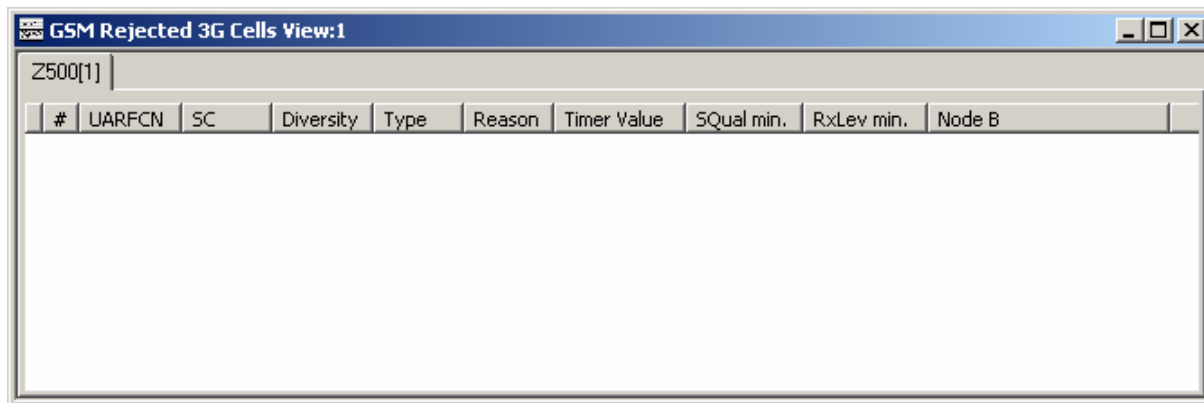 GSM Rejected 3G Cells View:1
Z500[1]
# UARFCN SC Diversity Type Reason Timer Value SQual min. RxLev min. Node B